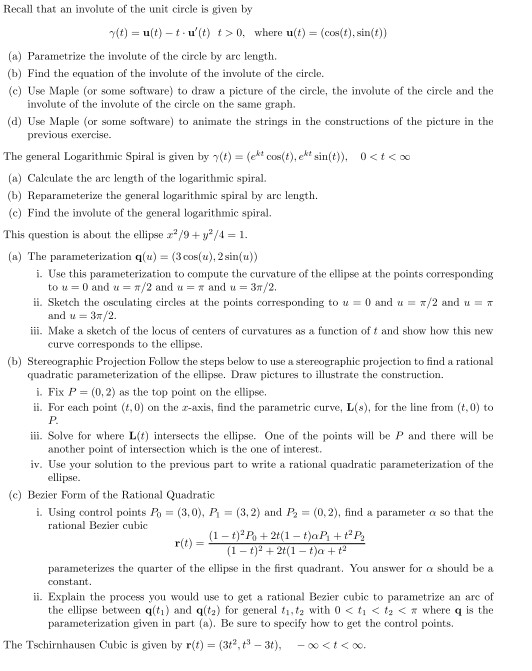 Recall that an involute of the unit circle is given by
γ(t) = u(t) − t · u′(t)  t > 0,  where u(t) = (cos(t), sin(t))
(a) Parametrize the involute of the circle by arc length.
(b) Find the equation of the involute of the involute of the circle.
(c) Use Maple (or some software) to draw a picture of the circle, the involute of the circle and the
involute of the involute of the circle on the same graph.
(d) Use Maple (or some software) to animate the strings in the constructions of the picture in the
previous exercise.
The general Logarithmic Spiral is given by γ(t) = (e^{kt} cos(t), e^{kt} sin(t)),  0 < t < ∞
(a) Calculate the arc length of the logarithmic spiral.
(b) Reparameterize the general logarithmic spiral by arc length.
(c) Find the involute of the general logarithmic spiral.
This question is about the ellipse x²/9 + y²/4 = 1.
(a) The parameterization q(u) = (3 cos(u), 2 sin(u))
i. Use this parameterization to compute the curvature of the ellipse at the points corresponding
to u = 0 and u = π/2 and u = π and u = 3π/2.
ii. Sketch the osculating circles at the points corresponding to u = 0 and u = π/2 and u = π
and u = 3π/2.
iii. Make a sketch of the locus of centers of curvatures as a function of t and show how this new
curve corresponds to the ellipse.
(b) Stereographic Projection Follow the steps below to use a stereographic projection to find a rational
quadratic parameterization of the ellipse. Draw pictures to illustrate the construction.
i. Fix P = (0, 2) as the top point on the ellipse.
ii. For each point (t, 0) on the x-axis, find the parametric curve, L(s), for the line from (t, 0) to
P.
iii. Solve for where L(t) intersects the ellipse. One of the points will be P and there will be
another point of intersection which is the one of interest.
iv. Use your solution to the previous part to write a rational quadratic parameterization of the
ellipse.
(c) Bezier Form of the Rational Quadratic
i. Using control points P₀ = (3, 0), P₁ = (3, 2) and P₂ = (0, 2), find a parameter α so that the
rational Bezier cubic
r(t) = ((1 − t)²P₀ + 2t(1 − t)αP₁ + t²P₂) / ((1 − t)² + 2t(1 − t)α + t²)
parameterizes the quarter of the ellipse in the first quadrant. You answer for α should be a
constant.
ii. Explain the process you would use to get a rational Bezier cubic to parametrize an arc of
the ellipse between q(t₁) and q(t₂) for general t₁, t₂ with 0 < t₁ < t₂ < π where q is the
parameterization given in part (a). Be sure to specify how to get the control points.
The Tschirnhausen Cubic is given by r(t) = (3t², t³ − 3t),  − ∞ < t < ∞.